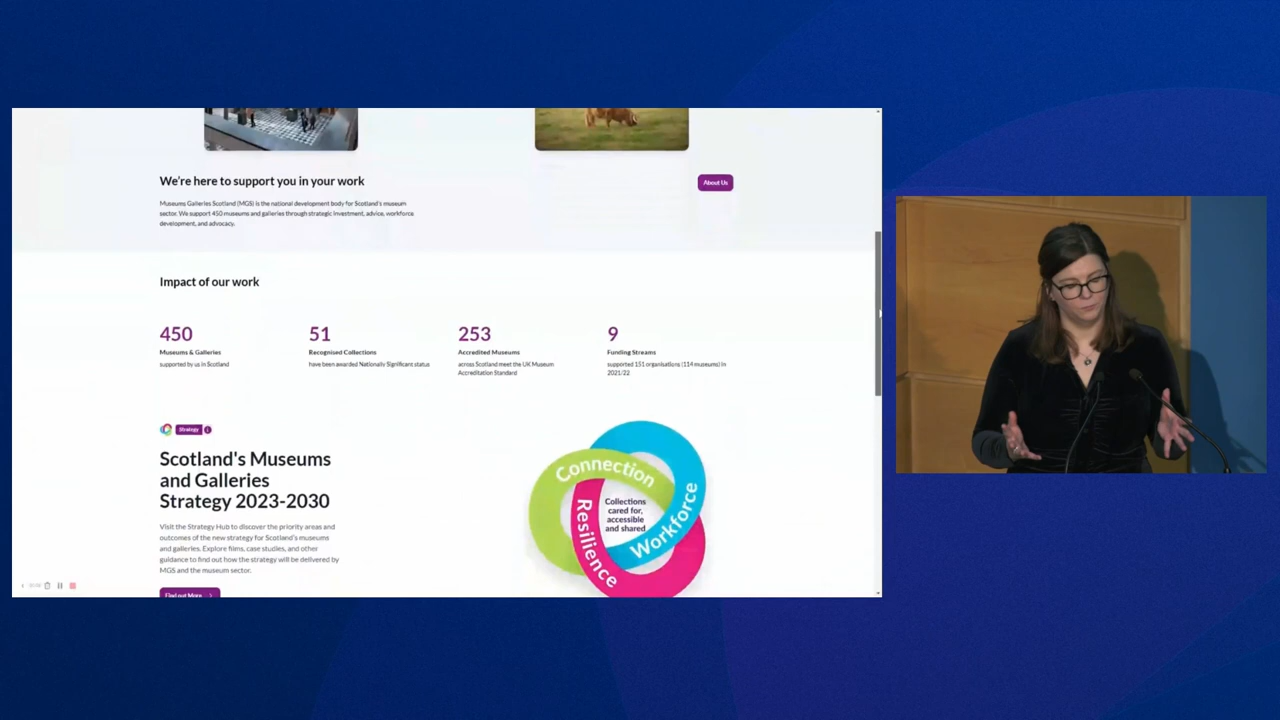 We're here to support you in your work
About Us
Museums Galleries Scotland (MGS) is the national development body for Scotland's museum
sector. We support 450 museums and galleries through strategic investment, advice, workforce
development, and advocacy.
Impact of our work
450
Museums & Galleries
supported by us in Scotland
51
Recognised Collections
have been awarded Nationally Significant status
253
Accredited Museums
across Scotland meet the UK Museum
Accreditation Standard
9
Funding Streams
supported 151 organisations (114 museums) in
2021/22
Strategy
Scotland's Museums
and Galleries
Strategy 2023-2030
Visit the Strategy Hub to discover the priority areas and
outcomes of the new strategy for Scotland's museums
and galleries. Explore films, case studies, and other
guidance to find out how the strategy will be delivered by
MGS and the museum sector.
Find out More
Connection
Workforce
Resilience
Collections
cared for,
accessible
and shared